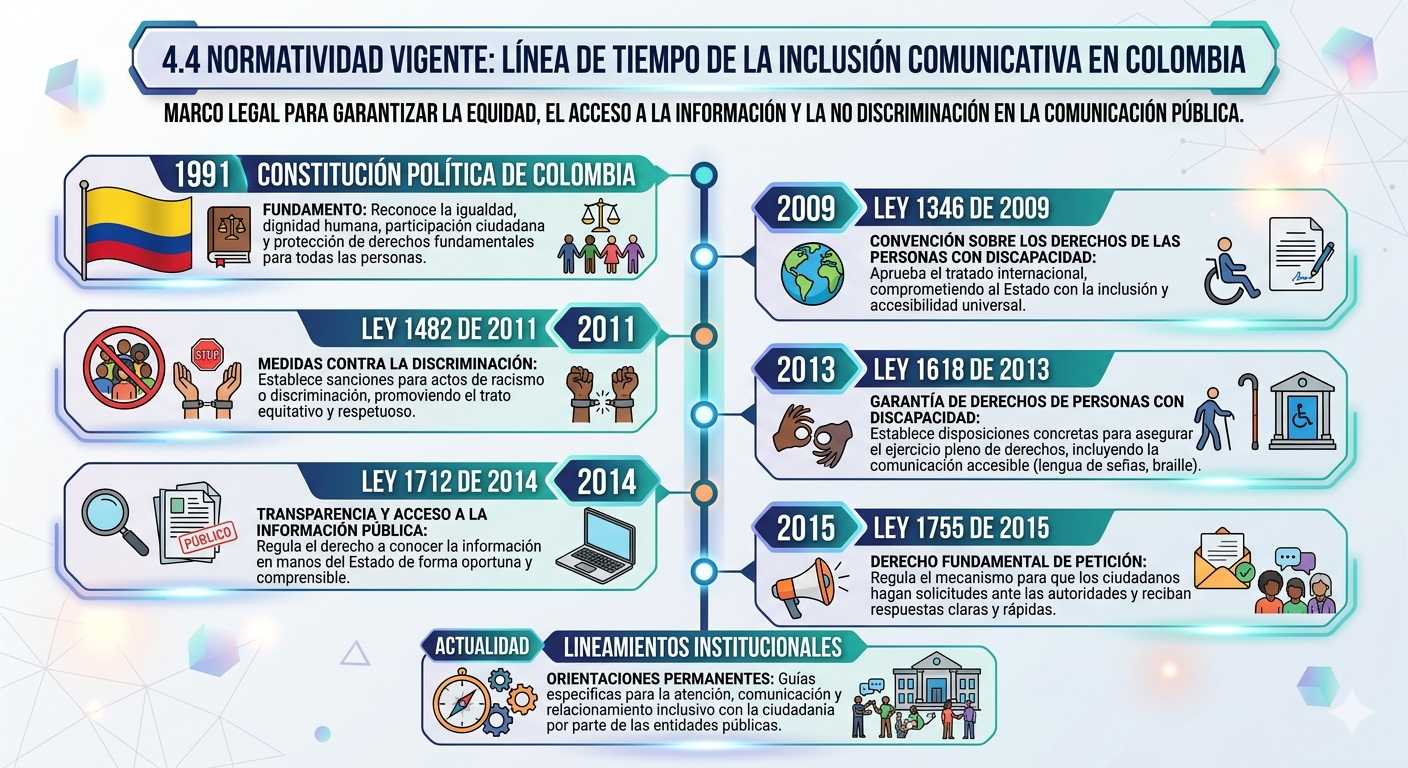 4.4 NORMATIVIDAD VIGENTE: LÍNEA DE TIEMPO DE LA INCLUSIÓN COMUNICATIVA EN COLOMBIA
MARCO LEGAL PARA GARANTIZAR LA EQUIDAD, EL ACCESO A LA INFORMACIÓN Y LA NO DISCRIMINACIÓN EN LA COMUNICACIÓN PÚBLICA.
1991 CONSTITUCIÓN POLÍTICA DE COLOMBIA
FUNDAMENTO: Reconoce la igualdad,
dignidad humana, participación ciudadana
y protección de derechos fundamentales
para todas las personas.
2009 LEY 1346 DE 2009
CONVENCIÓN SOBRE LOS DERECHOS DE LAS
PERSONAS CON DISCAPACIDAD:
Aprueba el tratado internacional,
comprometiendo al Estado con la inclusión y
accesibilidad universal.
LEY 1482 DE 2011 2011
STUP
MEDIDAS CONTRA LA DISCRIMINACIÓN:
Establece sanciones para actos de racismo
o discriminación, promoviendo el trato
equitativo y respetuoso.
2013 LEY 1618 DE 2013
GARANTÍA DE DERECHOS DE PERSONAS CON
DISCAPACIDAD:
Establece disposiciones concretas para asegurar
el ejercicio pleno de derechos, incluyendo la
comunicación accesible (lengua de señas, braille).
LEY 1712 DE 2014 2014
PÚBLICO
TRANSPARENCIA Y ACCESO A LA
INFORMACIÓN PÚBLICA:
Regula el derecho a conocer la información
en manos del Estado de forma oportuna y
comprensible.
2015 LEY 1755 DE 2015
DERECHO FUNDAMENTAL DE PETICIÓN:
Regula el mecanismo para que los ciudadanos
hagan solicitudes ante las autoridades y reciban
respuestas claras y rápidas.
ACTUALIDAD LINEAMIENTOS INSTITUCIONALES
ORIENTACIONES PERMANENTES: Guías
específicas para la atención, comunicación y
relacionamiento inclusivo con la ciudadanía
por parte de las entidades públicas.